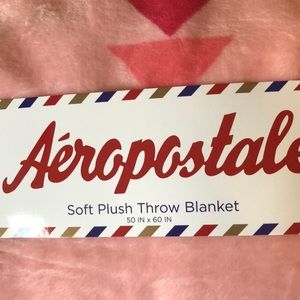 Aéropostale
Soft Plush Throw Blanket
50 IN x 60 IN